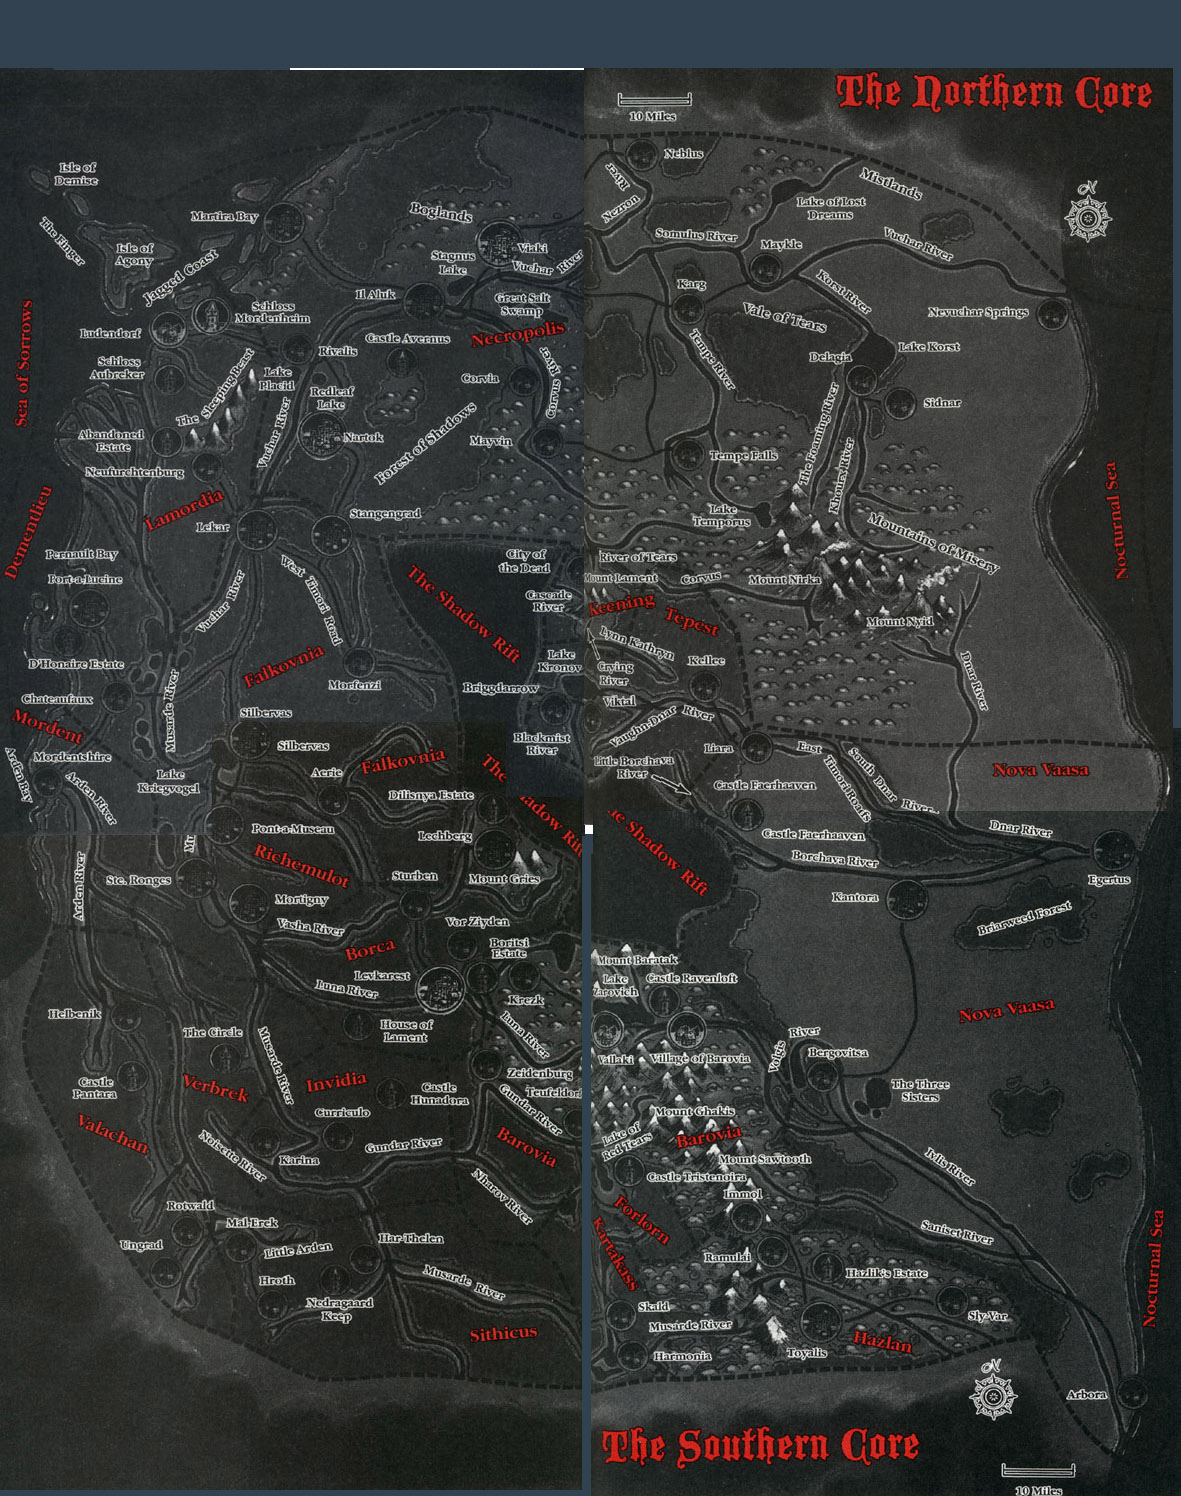 The Northern Core
10 Miles
Neblus
Isle of
Demise
River
Nezron
Mistlands
Martira Bay
Boglands
Lake of Lost
Dreams
The Finger
Isle of
Agony
Jagged Coast
Somulus River
Maykle
Vuchar River
Viaki
Stagnus
Lake
Vuchar River
Karg
Korst River
Il Aluk
Great Salt
Swamp
Schloss
Mordenheim
Ludendorf
Necropolis
Vale of Tears
Nevuchar Springs
Sea of Sorrows
Castle Avernus
Rivalis
Tempe River
Delagia
Lake Korst
Schloss
Aubreker
The Sleeping Beast
Lake
Placid
Corvia
Corvus River
Redleaf
Lake
Sidnar
Abandoned
Estate
Vuchar River
Nartok
Forest of Shadows
Mayvin
Tempe Falls
The Foaming River
Khourx River
Neufurchtenburg
Lamordia
Lekar
Stangengrad
Lake
Temporus
Nocturnal Sea
Mountains of Misery
Dementlieu
Pernault Bay
Port-a-Lucine
West Timori Road
The Shadow Rift
City of
the Dead
River of Tears
Mount Lament
Corvus
Mount Nirka
Vuchar River
Cascade
River
Keening
Tepest
Mount Nyid
Lynn Kathryn
D'Honaire Estate
Falkovnia
Lake
Kronov
Crying
River
Kellee
Dnar River
Chateaufaux
Musarde River
Morfenzi
Briggdarrow
Viktal
Mordent
Silbervas
Vaughn-Dnar River
Blackmist
River
Liara
East
Timori Road
South Dnar River
Silbervas
Mordentshire
Falkovnia
Arden Bay
Arden River
Lake
Kriegvogel
Aerie
The
Shadow Rift
Little Borchava
River
Nova Vaasa
Castle Faerhaaven
Dilisnya Estate
Pont-a-Museau
Mu
Lechberg
The Shadow Rift
Castle Faerhaaven
Dnar River
Richemulot
Borchava River
Arden River
Ste. Ronges
Sturben
Mount Gries
Egertus
Mortigny
Kantora
Briarweed Forest
Vasha River
Vor Ziyden
Borca
Boritsi
Estate
Mount Baratak
Levkarest
Lake
Zarovich
Castle Ravenloft
Luna River
Krezk
Nova Vaasa
Helbenik
The Circle
House of
Lament
Luna River
Volcis River
Vallaki
Village of Barovia
Bergovitsa
Musarde River
Zeidenburg
Castle
Pantara
Verbrek
Invidia
Castle
Hunadora
Teufeldorf
The Three
Sisters
Curriculo
Gundar River
Mount Ghakis
Valachan
Lake of
Red Tears
Barovia
Noisette River
Karina
Gundar River
Barovia
Mount Sawtooth
Castle Tristenoira
Ivlis River
Immol
Nharov River
Rotwald
Mal-Erek
Forlorn
Saniset River
Ungrad
Little Arden
Har-Thelen
Kartakass
Ramulai
Hazlik's Estate
Nocturnal Sea
Hroth
Musarde River
Nedragaard
Keep
Skald
Sly-Var
Musarde River
Sithicus
Harmonia
Toyalis
Hazlan
Arbora
The Southern Core
10 Miles